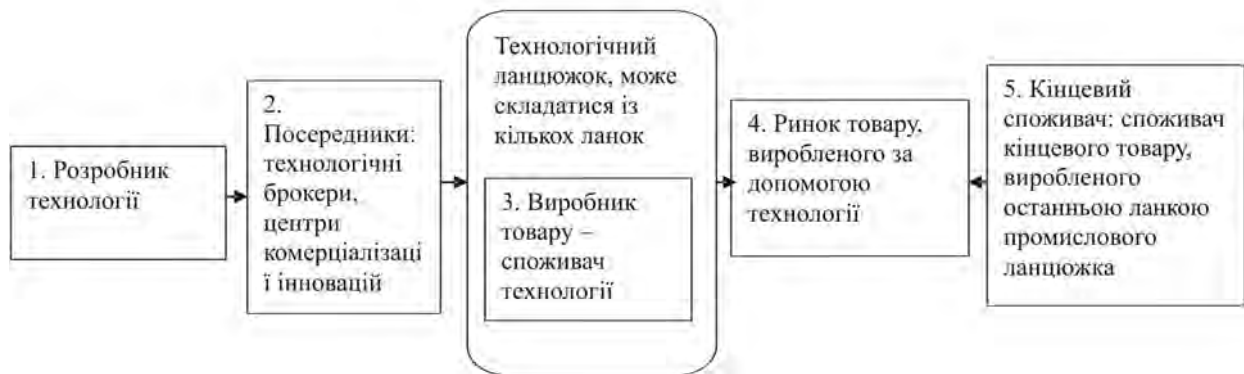 1. Розробник
технології
2.
Посередники:
технологічні
брокери,
центри
комерціалізаці
ї інновацій
Технологічний
ланцюжок, може
складатися із
кількох ланок
3. Виробник
товару –
споживач
технології
4. Ринок товару,
виробленого за
допомогою
технології
5. Кінцевий
споживач: споживач
кінцевого товару,
виробленого
останньою ланкою
промислового
ланцюжка